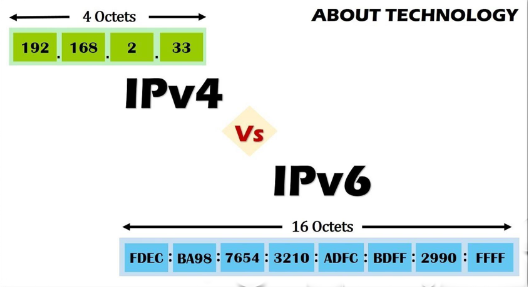 4 Octets
ABOUT TECHNOLOGY
192 . 168 . 2 . 33
IPv4
Vs
IPv6
16 Octets
FDEC : BA98 : 7654 : 3210 : ADFC : BDFF : 2990 : FFFF